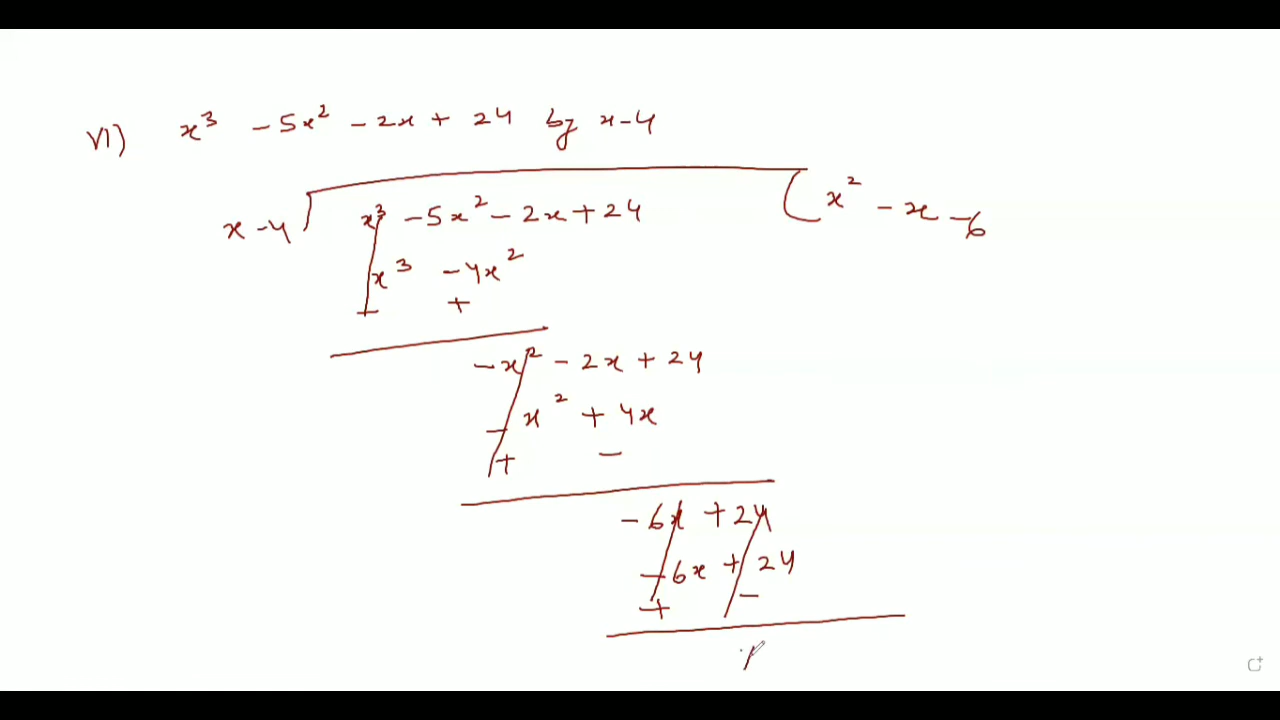 VI) x³ - 5x² - 2x + 24 by x-4
x-4 x³ - 5x² - 2x + 24 x² - x - 6
x³ - 4x²
- +
-x² - 2x + 24
- x² + 4x
+ -
-6x + 24
-6x + 24
+ -